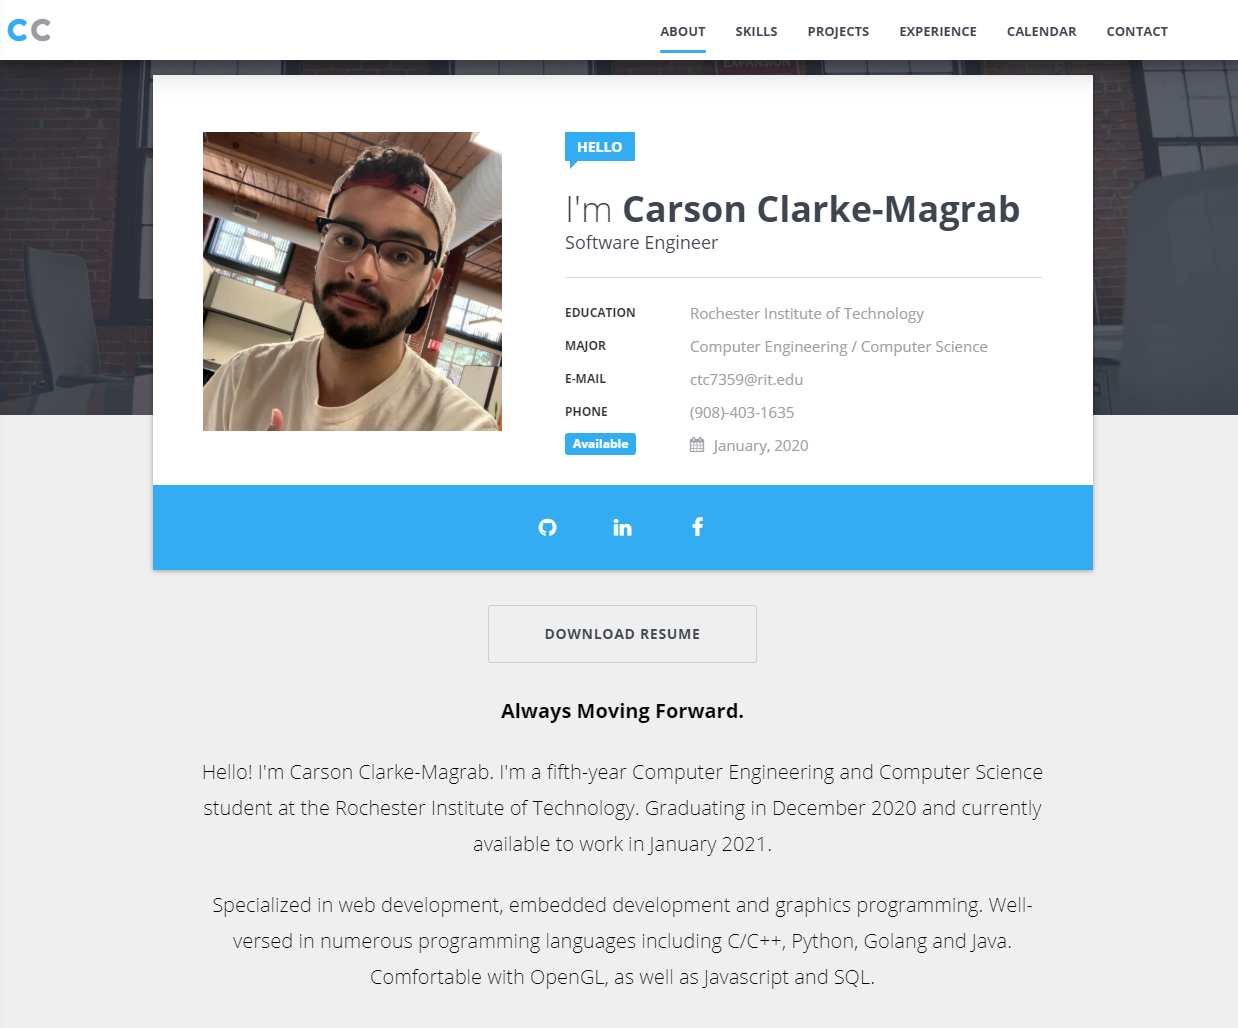 CC
ABOUT
SKILLS
PROJECTS
EXPERIENCE
CALENDAR
CONTACT
EXPANSION
HELLO
I'm Carson Clarke-Magrab
Software Engineer
EDUCATION Rochester Institute of Technology
MAJOR Computer Engineering / Computer Science
E-MAIL ctc7359@rit.edu
PHONE (908)-403-1635
Available January, 2020
DOWNLOAD RESUME
Always Moving Forward.
Hello! I'm Carson Clarke-Magrab. I'm a fifth-year Computer Engineering and Computer Science
student at the Rochester Institute of Technology. Graduating in December 2020 and currently
available to work in January 2021.
Specialized in web development, embedded development and graphics programming. Well-
versed in numerous programming languages including C/C++, Python, Golang and Java.
Comfortable with OpenGL, as well as Javascript and SQL.